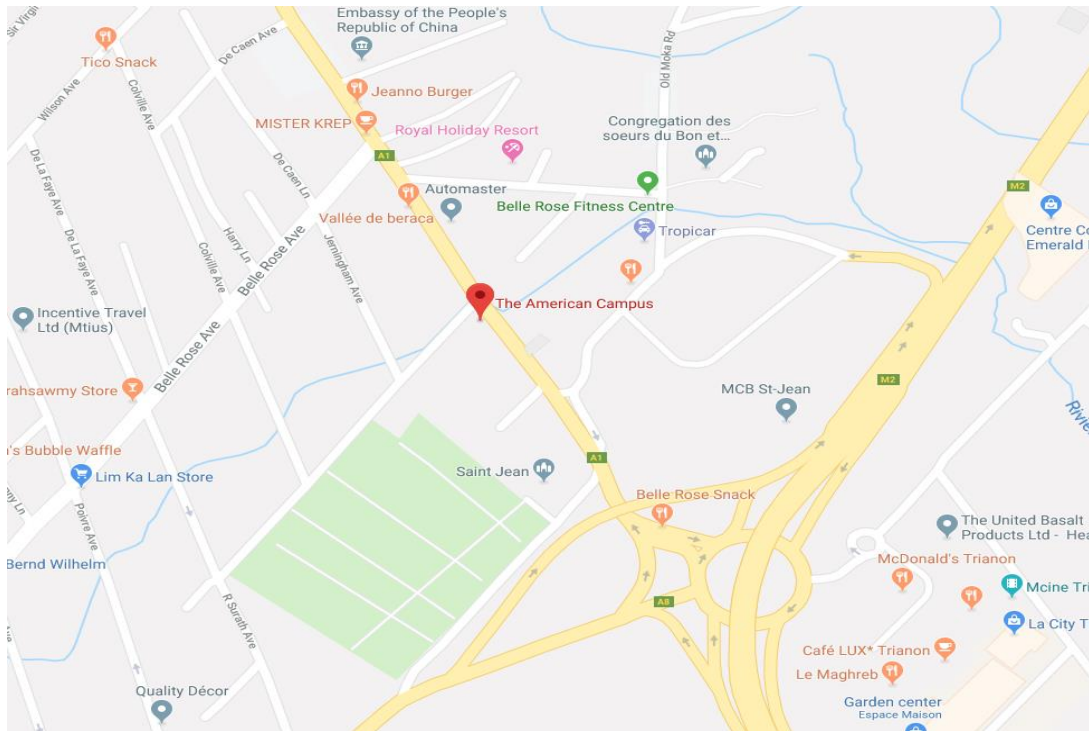 Sir Virgi
Embassy of the People's
Republic of China
Tico Snack
De Caen Ave
Old Moka Rd
Jeanno Burger
Wilson Ave
Colville Ave
MISTER KREP
Royal Holiday Resort
Congregation des
soeurs du Bon et...
A1
De La Faye Ave
De Caen Ln
M2
Automaster
Belle Rose Fitness Centre
Vallée de beraca
Tropicar
Centre Co
Emerald
Harry Ln
Belle Rose Ave
Jerningham Ave
De La Faye Ave
Colville Ave
The American Campus
Incentive Travel
Ltd (Mtius)
Belle Rose Ave
M2
rahsawmy Store
MCB St-Jean
Rivie
's Bubble Waffle
A1
Saint Jean
Lim Ka Lan Store
Belle Rose Snack
ny Ln
Poivre Ave
The United Basalt
Products Ltd - Hea
Bernd Wilhelm
McDonald's Trianon
Mcine Tri
R Surath Ave
A8
La City T
Café LUX* Trianon
Le Maghreb
Quality Décor
Garden center
Espace Maison